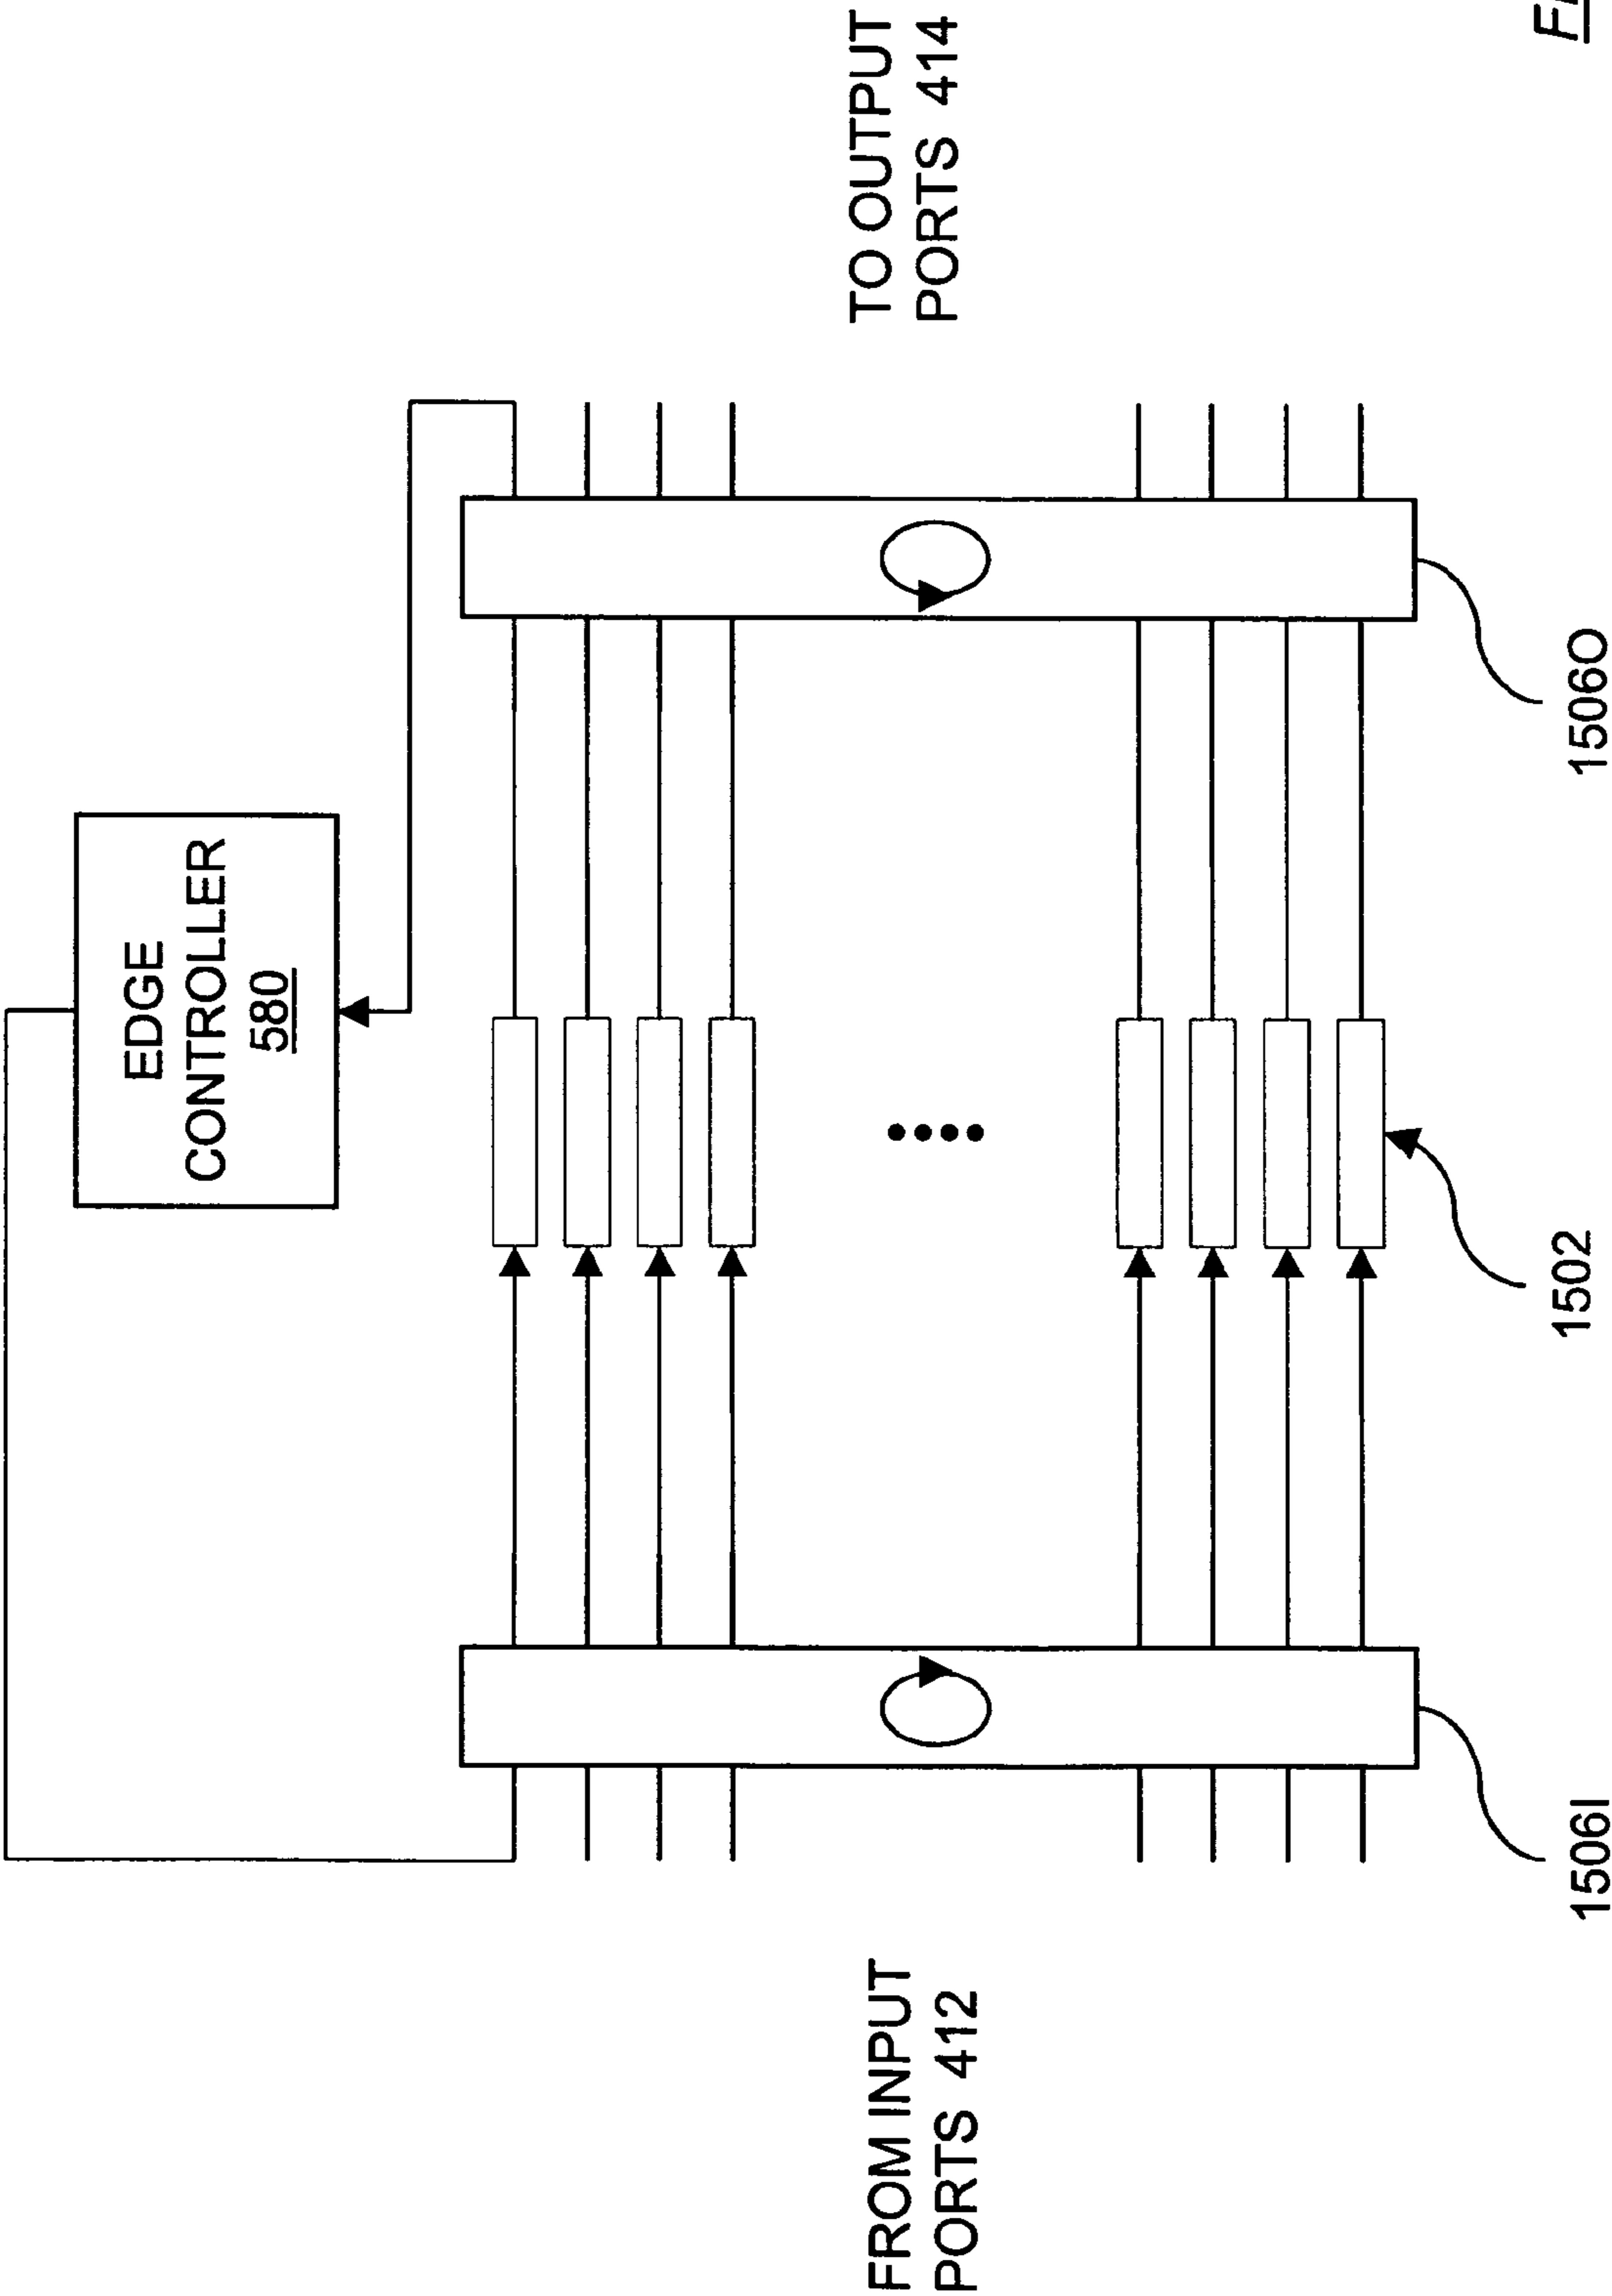 EDGE
CONTROLLER
580
FROM INPUT
PORTS 412
TO OUTPUT
PORTS 414
1506I
1502
1506O